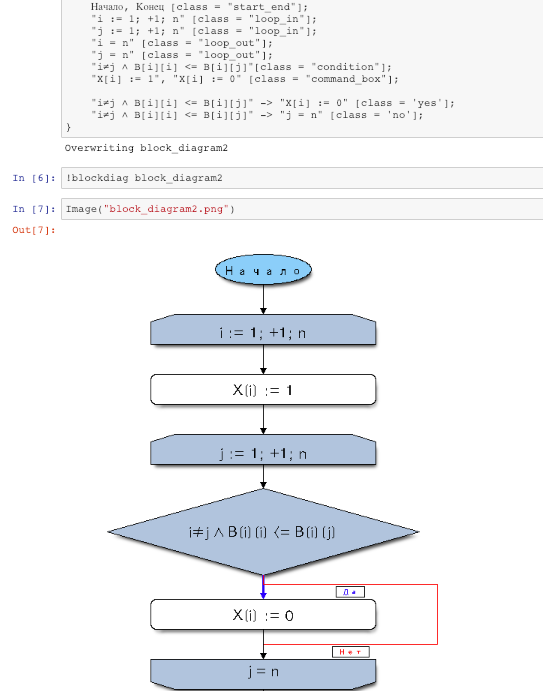 Начало, Конец [class = "start_end"];
"i := 1; +1; n" [class = "loop_in"];
"j := 1; +1; n" [class = "loop_in"];
"i = n" [class = "loop_out"];
"j = n" [class = "loop_out"];
"i≠j ∧ B[i][i] <= B[i][j]"[class = "condition"];
"X[i] := 1", "X[i] := 0" [class = "command_box"];
"i≠j ∧ B[i][i] <= B[i][j]" -> "X[i] := 0" [class = 'yes'];
"i≠j ∧ B[i][i] <= B[i][j]" -> "j = n" [class = 'no'];
}
Overwriting block_diagram2
In [6]: !blockdiag block_diagram2
In [7]: Image("block_diagram2.png")
Out[7]:
Начало
i := 1; +1; n
X[i] := 1
j := 1; +1; n
i≠j ∧ B[i][i] <= B[i][j]
Да
X[i] := 0
Нет
j = n